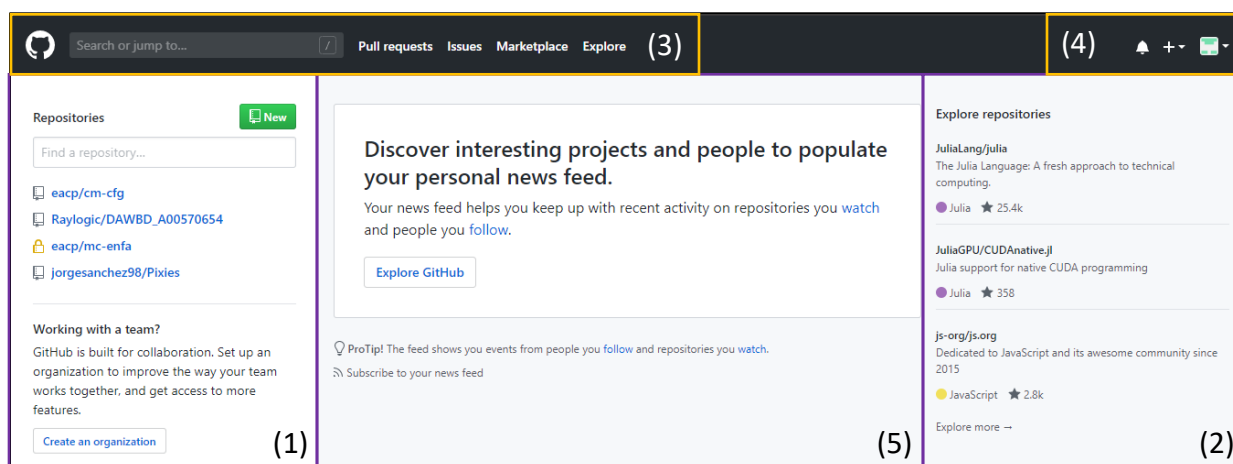 Search or jump to... / Pull requests Issues Marketplace Explore (3) (4)
Repositories New
Find a repository...
eacp/cm-cfg
Raylogic/DAWBD_A00570654
eacp/mc-enfa
jorgesanchez98/Pixies
Working with a team?
GitHub is built for collaboration. Set up an
organization to improve the way your team
works together, and get access to more
features.
Create an organization (1)
Discover interesting projects and people to populate
your personal news feed.
Your news feed helps you keep up with recent activity on repositories you watch
and people you follow.
Explore GitHub
ProTip! The feed shows you events from people you follow and repositories you watch.
Subscribe to your news feed
(5)
Explore repositories
JuliaLang/julia
The Julia Language: A fresh approach to technical
computing.
Julia 25.4k
JuliaGPU/CUDAnative.jl
Julia support for native CUDA programming
Julia 358
js-org/js.org
Dedicated to JavaScript and its awesome community since
2015
JavaScript 2.8k
Explore more →
(2)